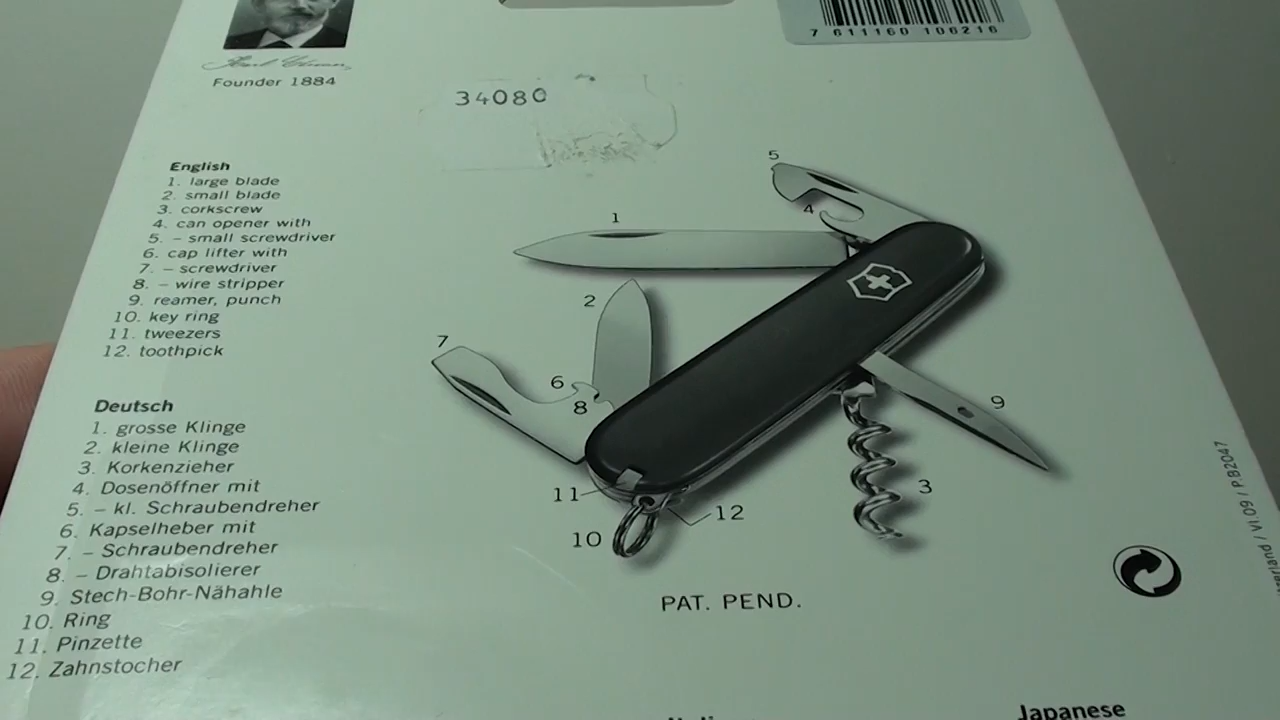 7 611160 106216
Founder 1884
34080
English
1. large blade
2. small blade
3. corkscrew
4. can opener with
5. – small screwdriver
6. cap lifter with
7. – screwdriver
8. – wire stripper
9. reamer, punch
10. key ring
11. tweezers
12. toothpick
Deutsch
1. grosse Klinge
2. kleine Klinge
3. Korkenzieher
4. Dosenöffner mit
5. – kl. Schraubendreher
6. Kapselheber mit
7. – Schraubendreher
8. – Drahtabisolierer
9. Stech-Bohr-Nähahle
10. Ring
11. Pinzette
12. Zahnstocher
5
4
1
2
7
6
8
9
3
11
12
10
PAT. PEND.
/ VI.09 / P.B2047
Japanese